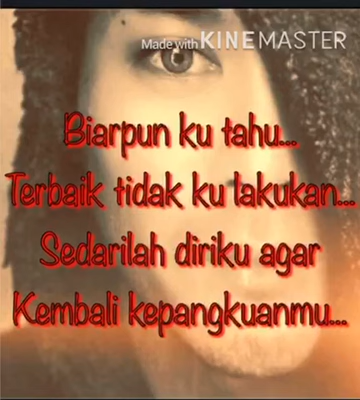 Made with KINEMASTER
Biarpun ku tahu...
Terbaik tidak ku lakukan...
Sedarilah diriku agar
Kembali kepangkuanmu...